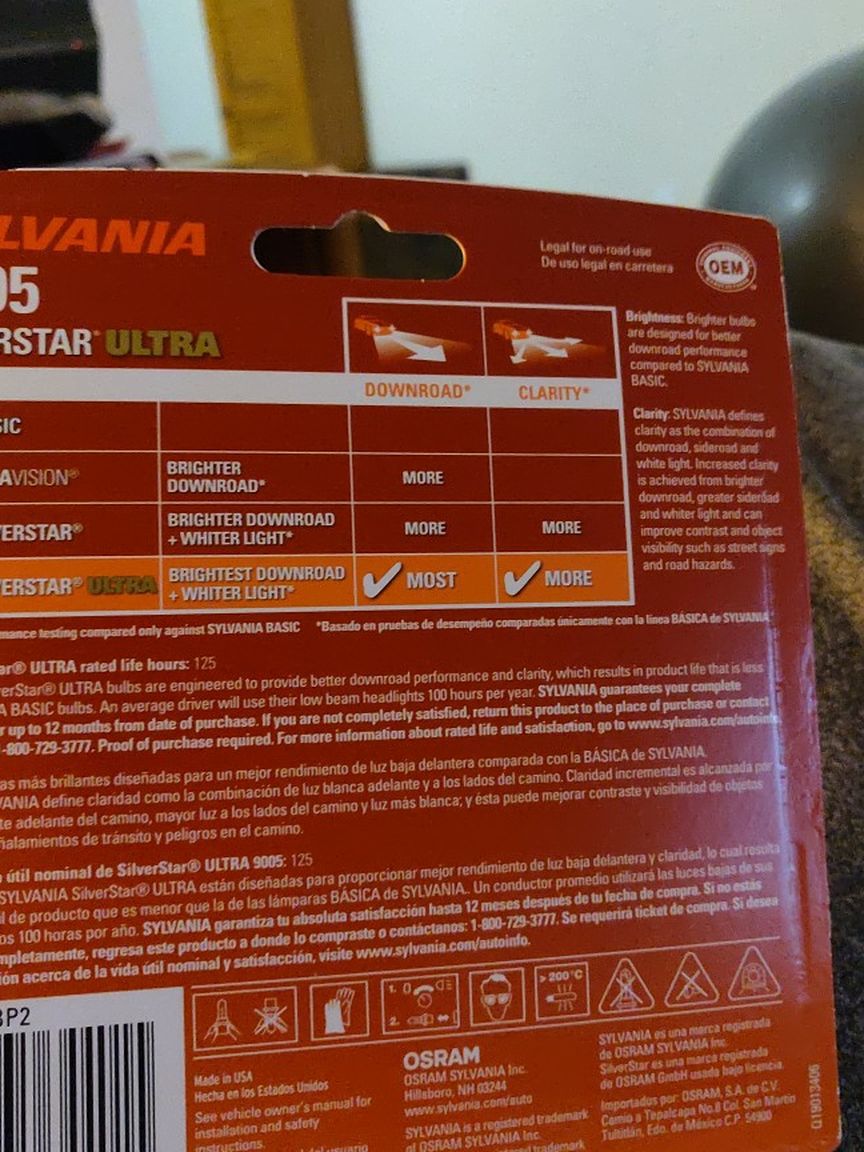 LVANIA
05
RSTAR® ULTRA
Legal for on-road use
De uso legal en carretera
OEM
DOWNROAD* CLARITY*
SIC
AVISION® BRIGHTER DOWNROAD* MORE
ERSTAR® BRIGHTER DOWNROAD + WHITER LIGHT* MORE MORE
ERSTAR® ULTRA BRIGHTEST DOWNROAD + WHITER LIGHT* MOST MORE
Brightness: Brighter bulbs
are designed for better
downroad performance
compared to SYLVANIA
BASIC.
Clarity: SYLVANIA defines
clarity as the combination of
downroad, sideroad and
white light. Increased clarity
is achieved from brighter
downroad, greater sideroad
and whiter light and can
improve contrast and object
visibility such as street signs
and road hazards.
mance testing compared only against SYLVANIA BASIC *Basado en pruebas de desempeño comparadas únicamente con la línea BÁSICA de SYLVANIA
ar® ULTRA rated life hours: 125
erStar® ULTRA bulbs are engineered to provide better downroad performance and clarity, which results in product life that is less
A BASIC bulbs. An average driver will use their low beam headlights 100 hours per year. SYLVANIA guarantees your complete
r up to 12 months from date of purchase. If you are not completely satisfied, return this product to the place of purchase or contact
-800-729-3777. Proof of purchase required. For more information about rated life and satisfaction, go to www.sylvania.com/autoinfo
as más brillantes diseñadas para un mejor rendimiento de luz baja delantera comparada con la BÁSICA de SYLVANIA.
VANIA define claridad como la combinación de luz blanca adelante y a los lados del camino. Claridad incremental es alcanzada por
te adelante del camino, mayor luz a los lados del camino y luz más blanca; y ésta puede mejorar contraste y visibilidad de objetos
ñalamientos de tránsito y peligros en el camino.
o útil nominal de SilverStar® ULTRA 9005: 125
SYLVANIA SilverStar® ULTRA están diseñadas para proporcionar mejor rendimiento de luz baja delantera y claridad, lo cual resulta
il de producto que es menor que la de las lámparas BÁSICA de SYLVANIA. Un conductor promedio utilizará las luces bajas de sus
os 100 horas por año. SYLVANIA garantiza tu absoluta satisfacción hasta 12 meses después de tu fecha de compra. Si no estás
mpletamente, regresa este producto a donde lo compraste o contáctanos: 1-800-729-3777. Se requerirá ticket de compra. Si desea
ión acerca de la vida útil nominal y satisfacción, visite www.sylvania.com/autoinfo.
BP2
1.
2.
> 200°C
Made in USA
Hecho en los Estados Unidos
See vehicle owner's manual for
installation and safety
instructions.
del usuario
OSRAM
OSRAM SYLVANIA Inc.
Hillsboro, NH 03244
www.sylvania.com/auto
SYLVANIA is a registered trademark
of OSRAM SYLVANIA Inc.
trademark
SYLVANIA es una marca registrada
de OSRAM SYLVANIA Inc.
SilverStar es una marca registrada
de OSRAM GmbH usada bajo licencia.
Importados por: OSRAM, S.A. de C.V.
Camio a Tepalcapa No.8 Col. San Martin
Tultitlán, Edo. de México C.P. 54900
Q19013406